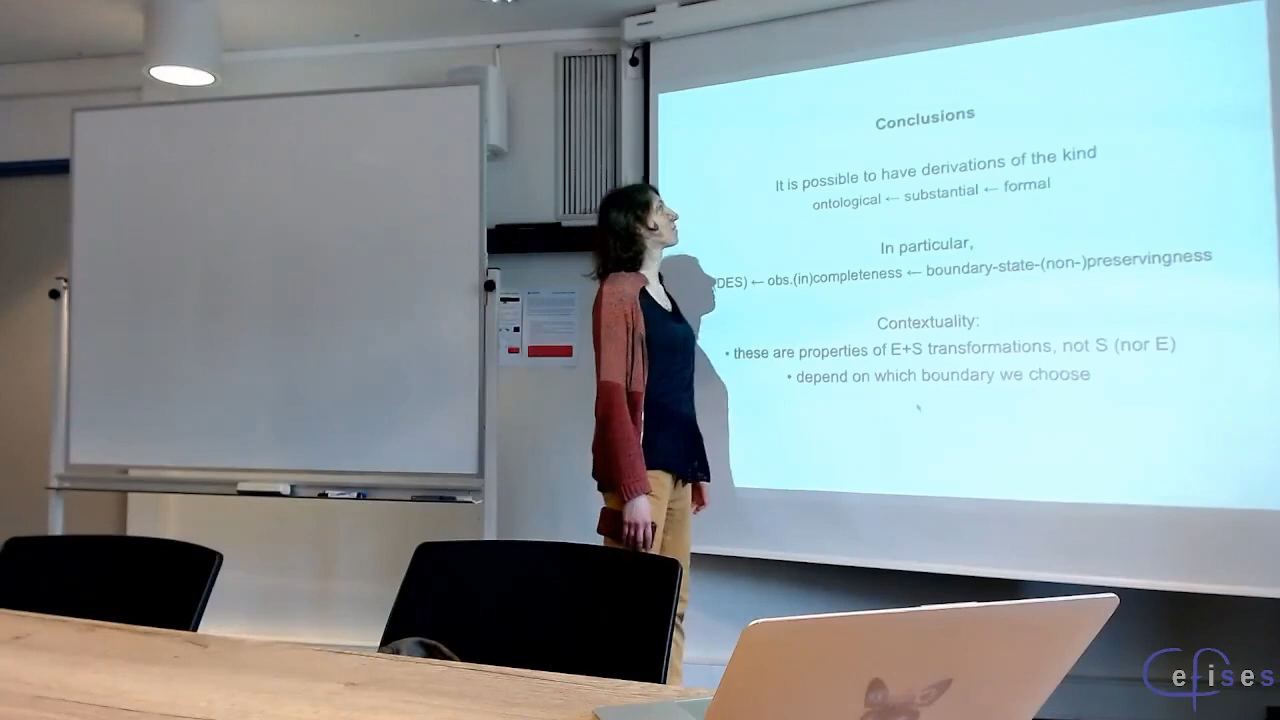 Conclusions
It is possible to have derivations of the kind
ontological ← substantial ← formal
In particular,
DES) ← obs.(in)completeness ← boundary-state-(non-)preservingness
Contextuality:
• these are properties of E+S transformations, not S (nor E)
• depend on which boundary we choose
Cefises